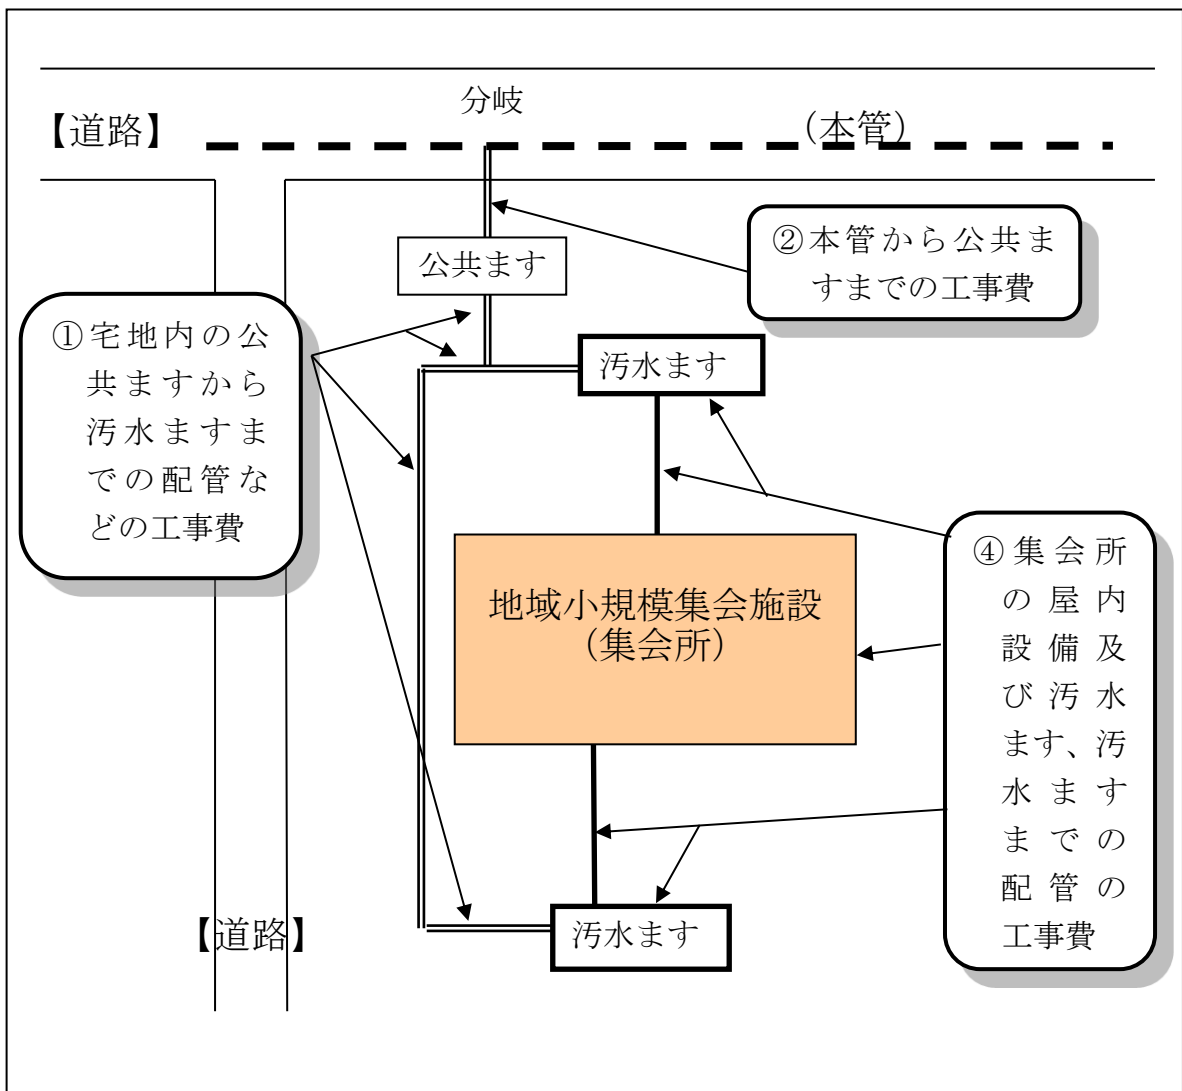 分岐
【道路】
（本管）
②本管から公共ま
すまでの工事費
公共ます
①宅地内の公
共ますから
汚水ますま
での配管な
どの工事費
汚水ます
地域小規模集会施設
（集会所）
④集会所
の屋内
設備及
び汚水
ます、汚
水ます
までの
配管の
工事費
汚水ます
【道路】